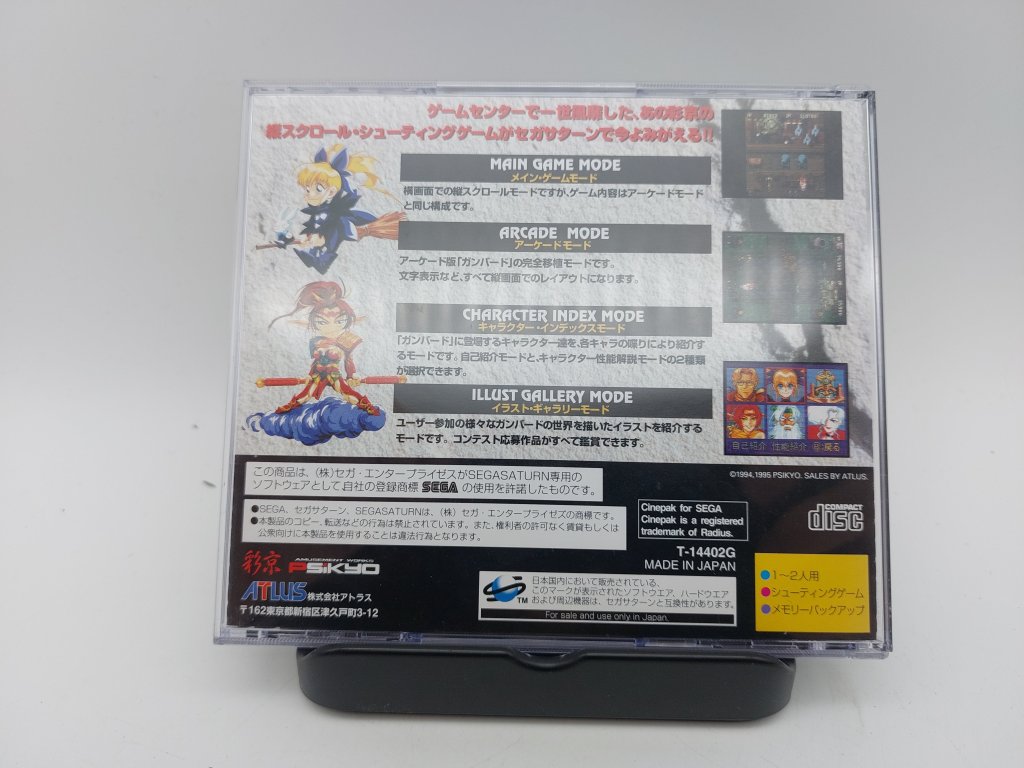 ゲームセンターで一世風靡した、あの彩京の
縦スクロール・シューティングゲームがセガサターンで今よみがえる!!
MAIN GAME MODE
メイン・ゲームモード
横画面での縦スクロールモードですが、ゲーム内容はアーケードモード
と同じ構成です。
ARCADE MODE
アーケードモード
アーケード版「ガンバード」の完全移植モードです。
文字表示など、すべて縦画面でのレイアウトになります。
CHARACTER INDEX MODE
キャラクター・インデックスモード
「ガンバード」に登場するキャラクター達を、各キャラの喋りにより紹介す
るモードです。自己紹介モードと、キャラクター性能解説モードの2種類
が選択できます。
ILLUST GALLERY MODE
イラスト・ギャラリーモード
ユーザー参加の様々なガンバードの世界を描いたイラストを紹介する
モードです。コンテスト応募作品がすべて鑑賞できます。
自己紹介 性能紹介 戻る
©1994,1995 PSIKYO. SALES BY ATLUS.
この商品は、(株)セガ・エンタープライゼスがSEGASATURN専用の
ソフトウェアとして、自社の登録商標 SEGA の使用を許諾したものです。
●SEGA、セガサターン、SEGASATURNは、(株)セガ・エンタープライゼスの商標です。
●本製品のコピー、転送などの行為は禁止されています。また、権利者の許可なく賃貸もしくは
公衆向けに本製品を使用することは違法行為となります。
Cinepak for SEGA
Cinepak is a registered
trademark of Radius.
COMPACT
disc
T-14402G
MADE IN JAPAN
彩京 AMUSEMENT WORKS
PSIKYO
ATLUS 株式会社アトラス
〒162東京都新宿区津久戸町3-12
TM
日本国内において販売されている、
このマークが表示されたソフトウエア、ハードウエア
および周辺機器は、セガサターンと互換性があります。
For sale and use only in Japan.
●1〜2人用
●シューティングゲーム
●メモリーバックアップ